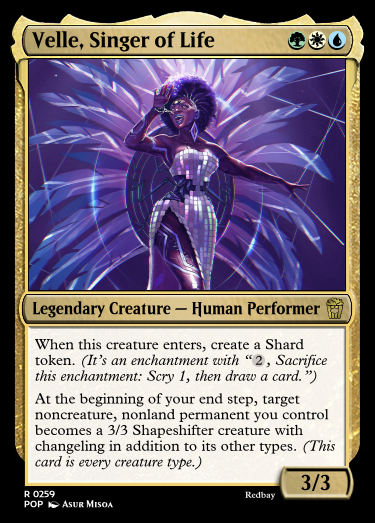 Velle, Singer of Life
Legendary Creature — Human Performer
When this creature enters, create a Shard
token. (It's an enchantment with “2, Sacrifice
this enchantment: Scry 1, then draw a card.”)
At the beginning of your end step, target
noncreature, nonland permanent you control
becomes a 3/3 Shapeshifter creature with
changeling in addition to its other types. (This
card is every creature type.)
3/3
R 0259
POP Asur Misoa
Redbay